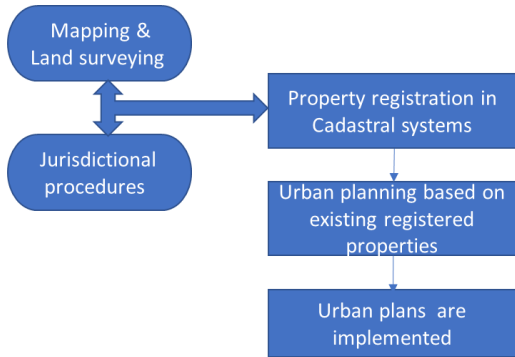 Mapping &
Land surveying
Jurisdictional
procedures
Property registration in
Cadastral systems
Urban planning based on
existing registered
properties
Urban plans are
implemented